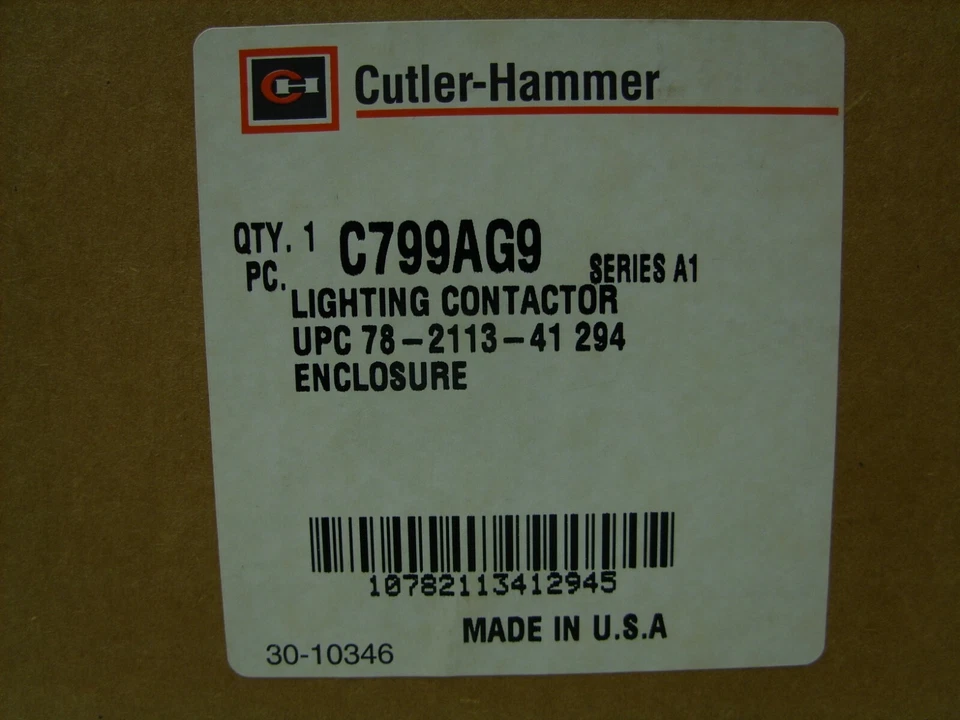 CH Cutler-Hammer
QTY. 1 C799AG9 SERIES A1
PC.
LIGHTING CONTACTOR
UPC 78-2113-41 294
ENCLOSURE
10782113412945
MADE IN U.S.A
30-10346